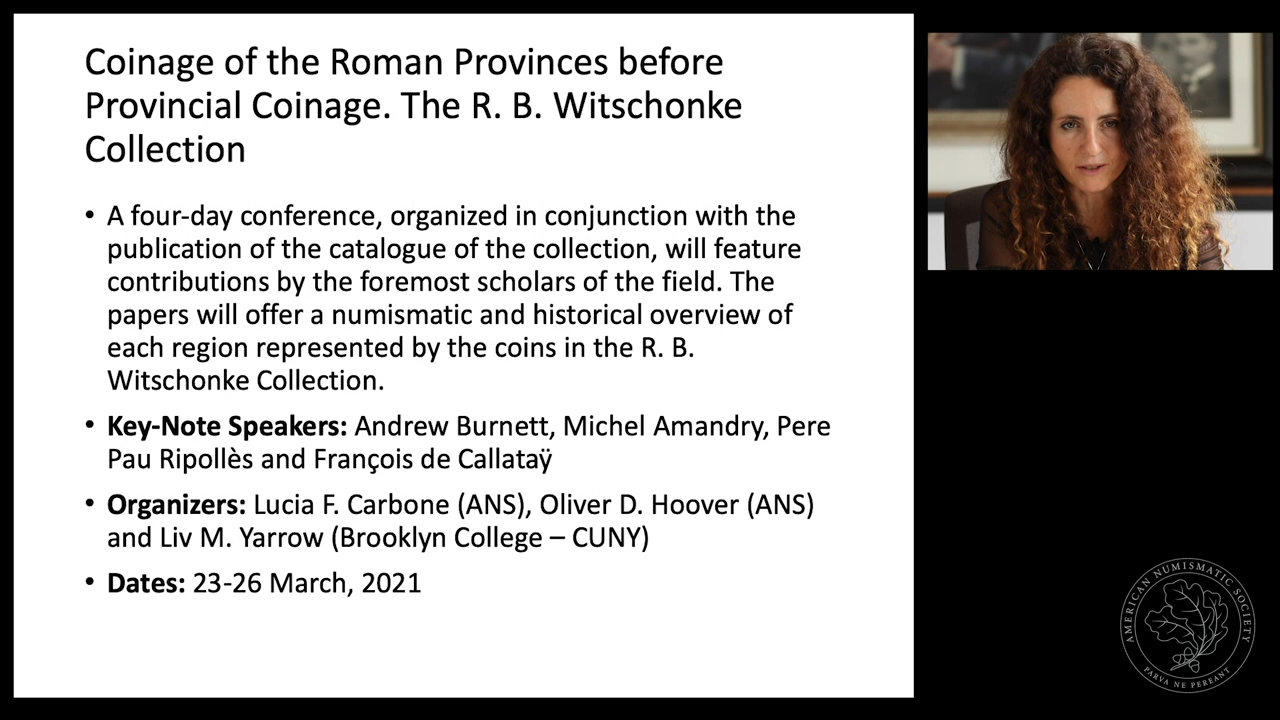 Coinage of the Roman Provinces before
Provincial Coinage. The R. B. Witschonke
Collection
• A four-day conference, organized in conjunction with the
publication of the catalogue of the collection, will feature
contributions by the foremost scholars of the field. The
papers will offer a numismatic and historical overview of
each region represented by the coins in the R. B.
Witschonke Collection.
• Key-Note Speakers: Andrew Burnett, Michel Amandry, Pere
Pau Ripollès and François de Callataÿ
• Organizers: Lucia F. Carbone (ANS), Oliver D. Hoover (ANS)
and Liv M. Yarrow (Brooklyn College – CUNY)
• Dates: 23-26 March, 2021
AMERICAN NUMISMATIC SOCIETY
PARVA NE PEREANT